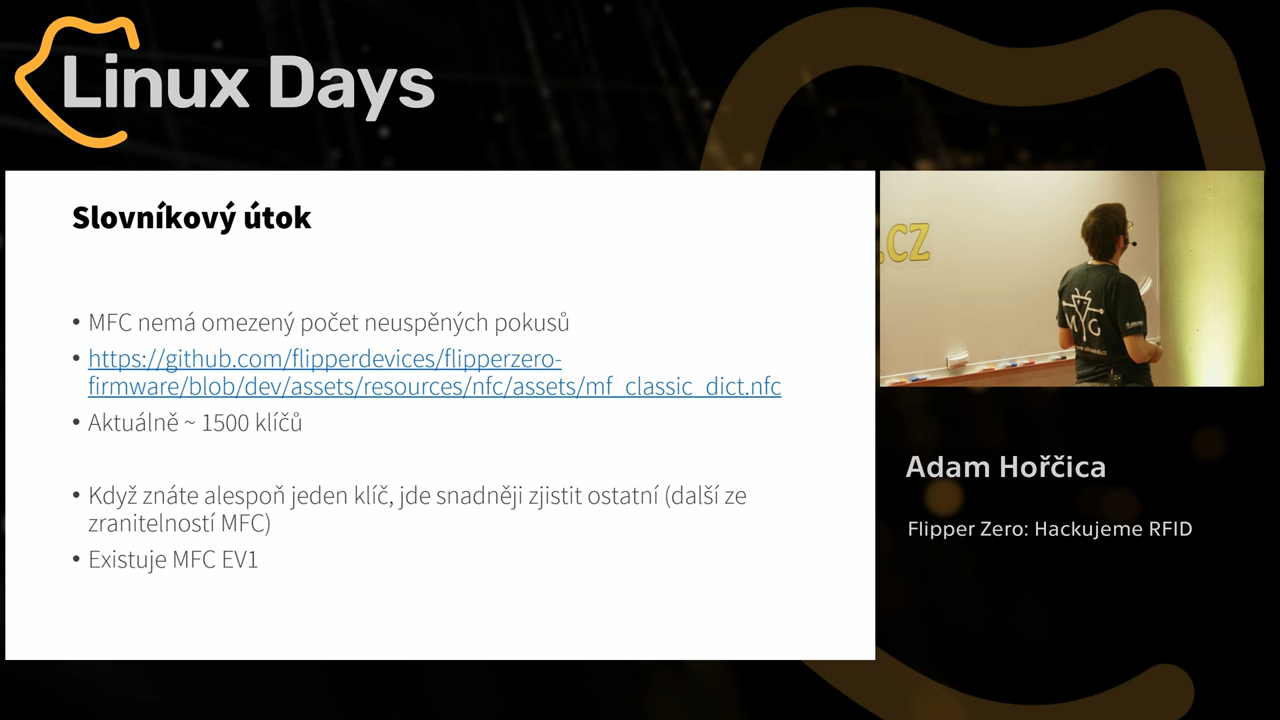 Linux Days
Slovníkový útok
• MFC nemá omezený počet neuspěných pokusů
• https://github.com/flipperdevices/flipperzero-
firmware/blob/dev/assets/resources/nfc/assets/mf_classic_dict.nfc
• Aktuálně ~ 1500 klíčů
• Když znáte alespoň jeden klíč, jde snadněji zjistit ostatní (další ze
zranitelností MFC)
• Existuje MFC EV1
.CZ
MYG
Adam Hořčica
Flipper Zero: Hackujeme RFID